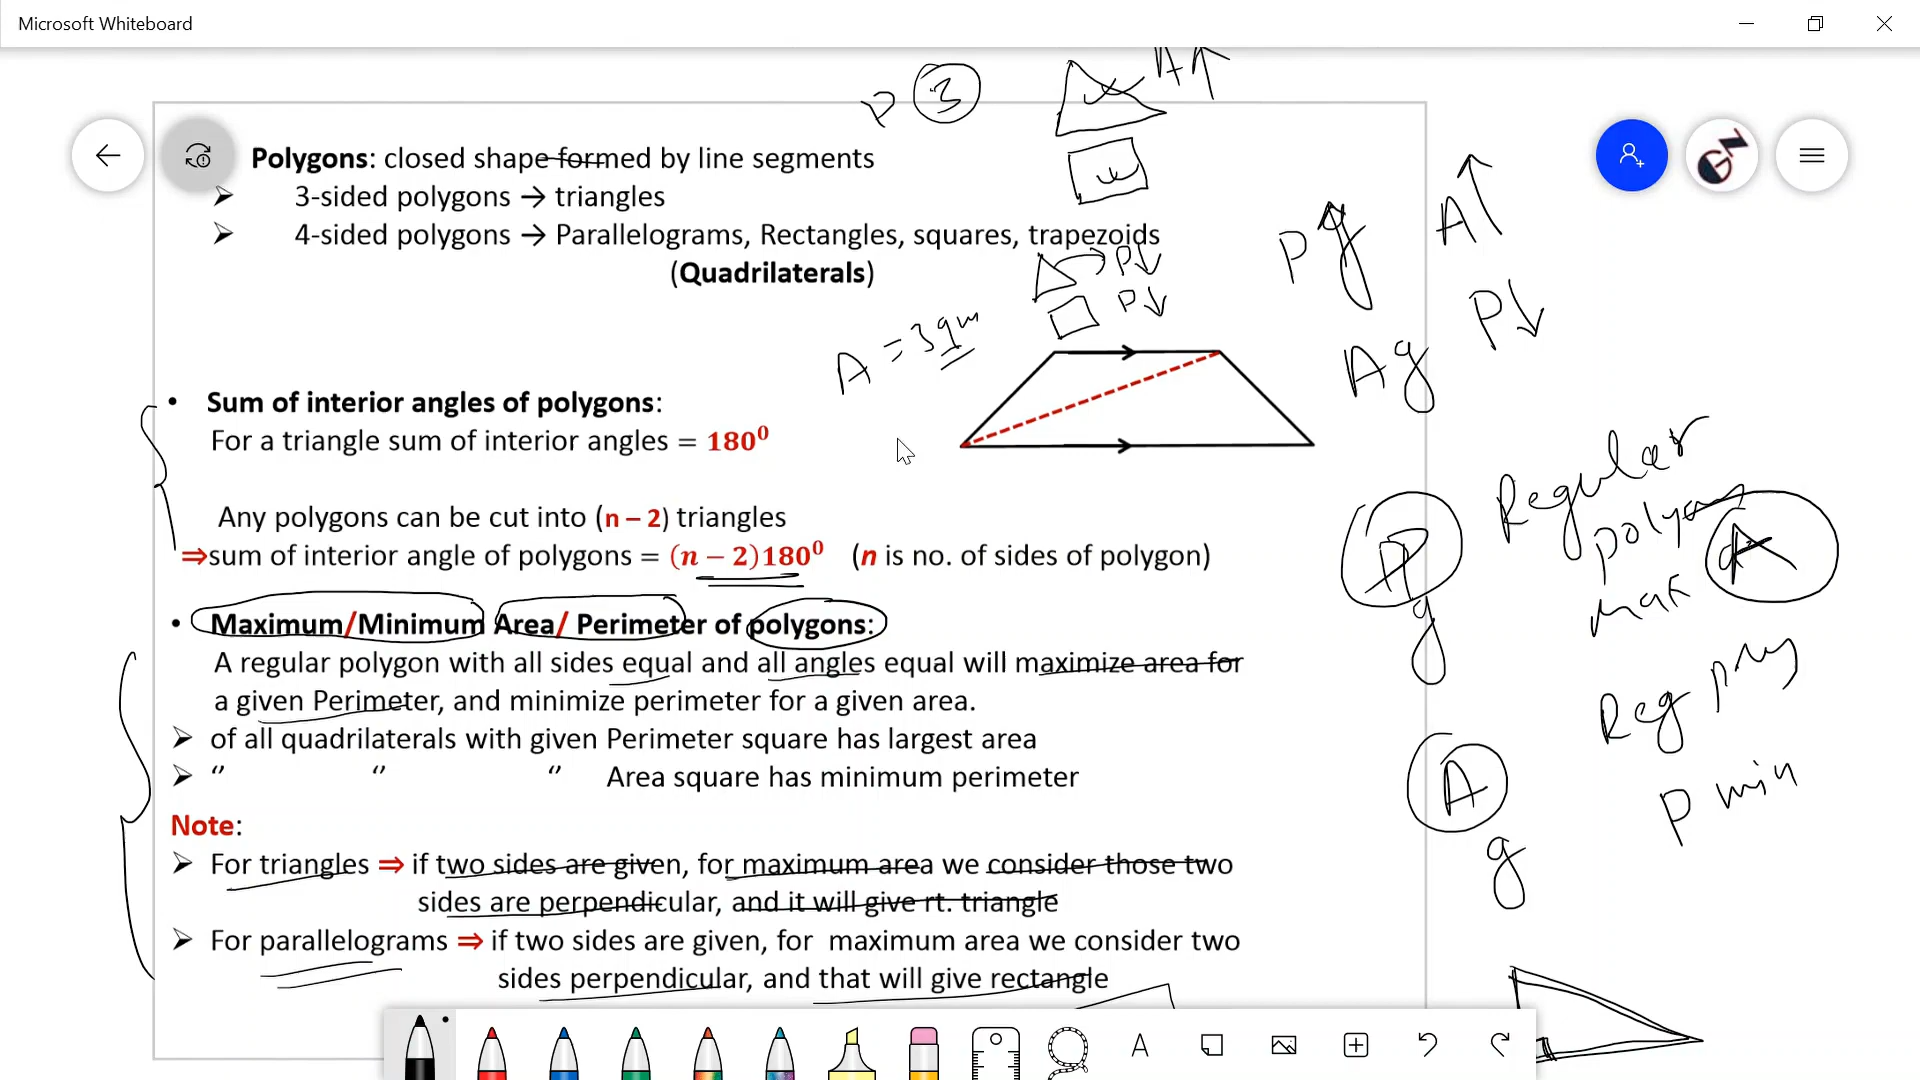 Microsoft Whiteboard
P 3
A↑
Polygons: closed shape formed by line segments
➢ 3-sided polygons → triangles
➢ 4-sided polygons → Parallelograms, Rectangles, squares, trapezoids
(Quadrilaterals)
P↓
P↓
Pg A↑
Ag P↓
A = 3qm
• Sum of interior angles of polygons:
For a triangle sum of interior angles = 180⁰
Any polygons can be cut into (n – 2) triangles
⇒sum of interior angle of polygons = (n − 2)180⁰ (n is no. of sides of polygon)
Regular
polygon
max A
P
g
• Maximum/Minimum Area/ Perimeter of polygons:
A regular polygon with all sides equal and all angles equal will maximize area for
a given Perimeter, and minimize perimeter for a given area.
➢ of all quadrilaterals with given Perimeter square has largest area
➢ “ “ “ Area square has minimum perimeter
Reg
P min
A
g
Note:
➢ For triangles ⇒ if two sides are given, for maximum area we consider those two
sides are perpendicular, and it will give rt. triangle
➢ For parallelograms ⇒ if two sides are given, for maximum area we consider two
sides perpendicular, and that will give rectangle